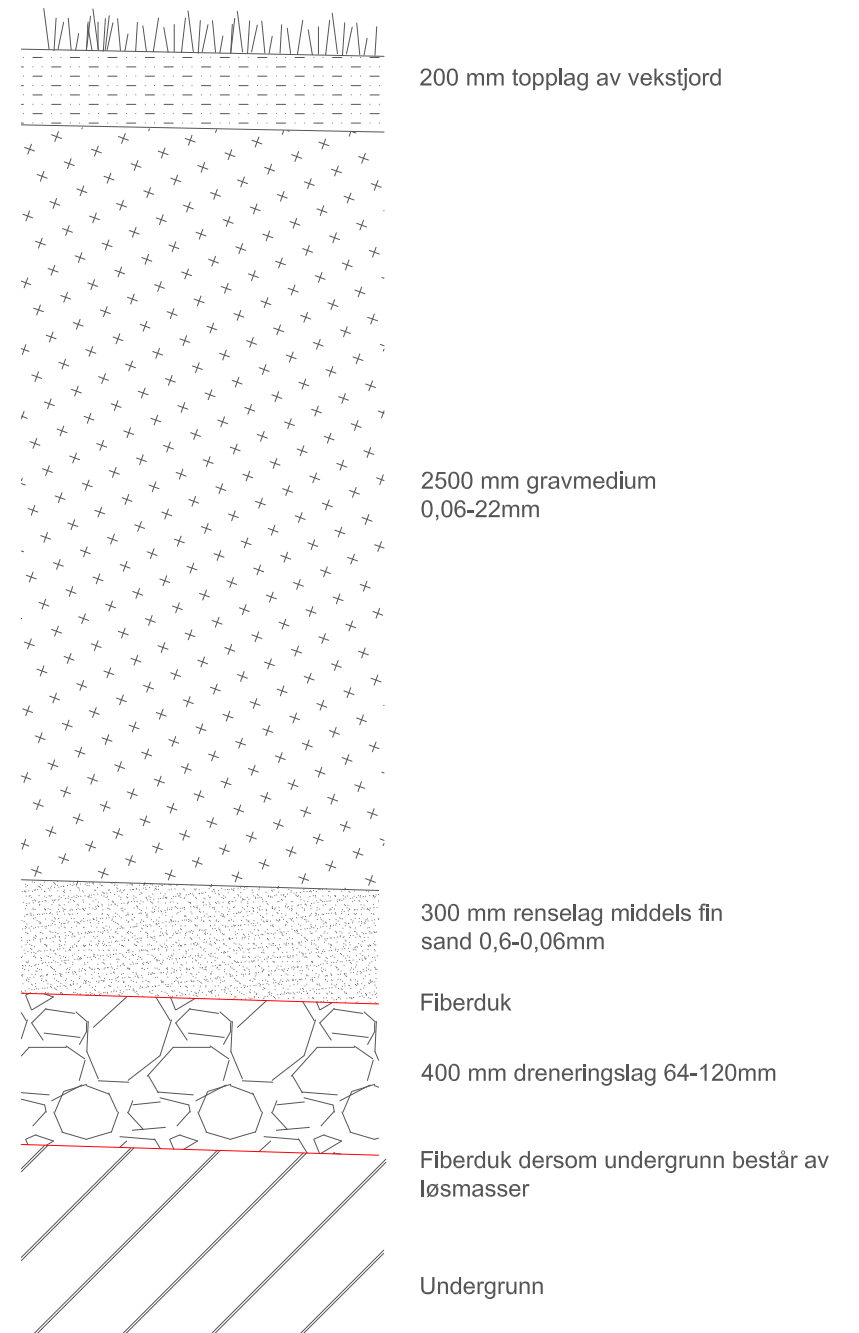 200 mm topplag av vekstjord
2500 mm gravmedium
0,06-22mm
300 mm renselag middels fin
sand 0,6-0,06mm
Fiberduk
400 mm dreneringslag 64-120mm
Fiberduk dersom undergrunn består av
løsmasser
Undergrunn